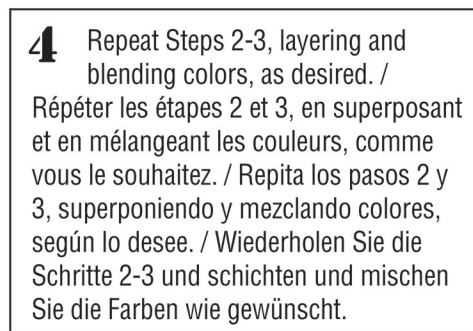 4 Repeat Steps 2-3, layering and
blending colors, as desired. /
Répéter les étapes 2 et 3, en superposant
et en mélangeant les couleurs, comme
vous le souhaitez. / Repita los pasos 2 y
3, superponiendo y mezclando colores,
según lo desee. / Wiederholen Sie die
Schritte 2-3 und schichten und mischen
Sie die Farben wie gewünscht.